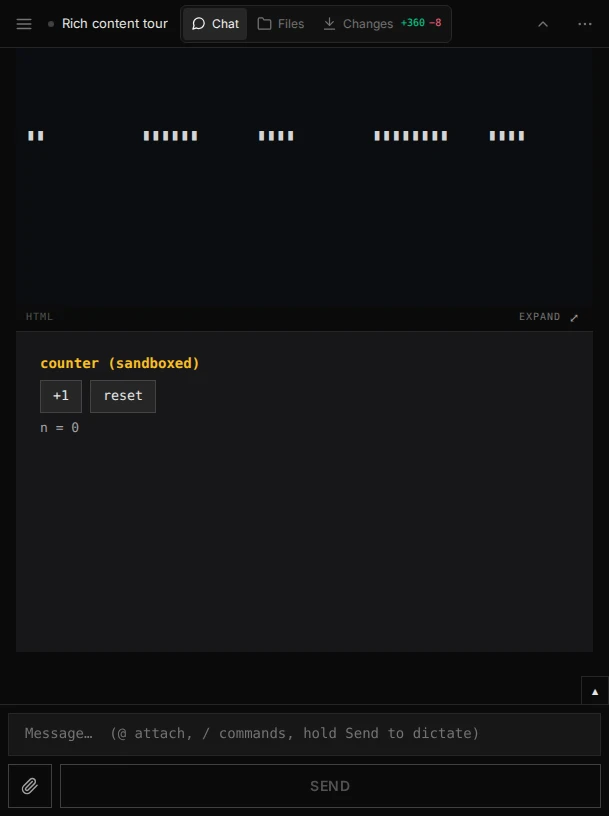 Rich content tour
Chat
Files
Changes +360 −8
▮▮ ▮▮▮▮▮▮ ▮▮▮▮ ▮▮▮▮▮▮▮▮ ▮▮▮▮
HTML
EXPAND ⤢
counter (sandboxed)
+1
reset
n = 0
▲
Message… (@ attach, / commands, hold Send to dictate)
SEND